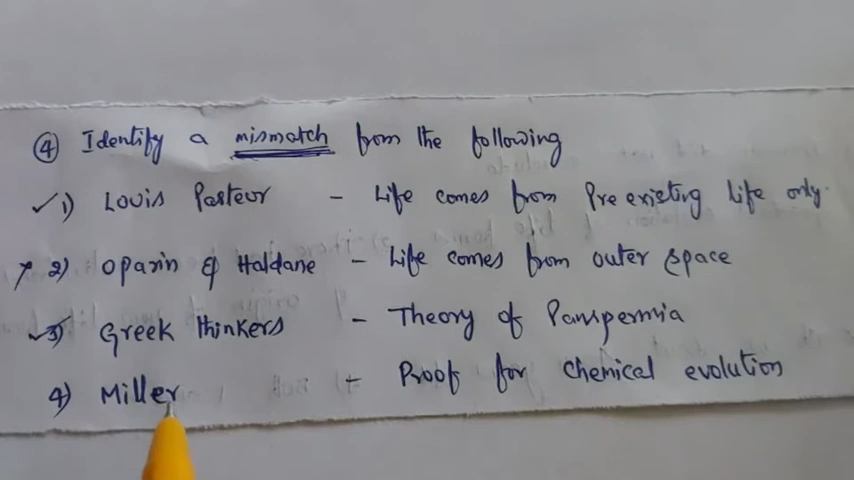 ④ Identify a mismatch from the following
✓ 1) Louis Pasteur - Life comes from Pre existing life only.
✗ 2) Oparin & Haldane - Life comes from outer space
✓ 3) Greek thinkers - Theory of Panspermia
4) Miller - Proof for chemical evolution